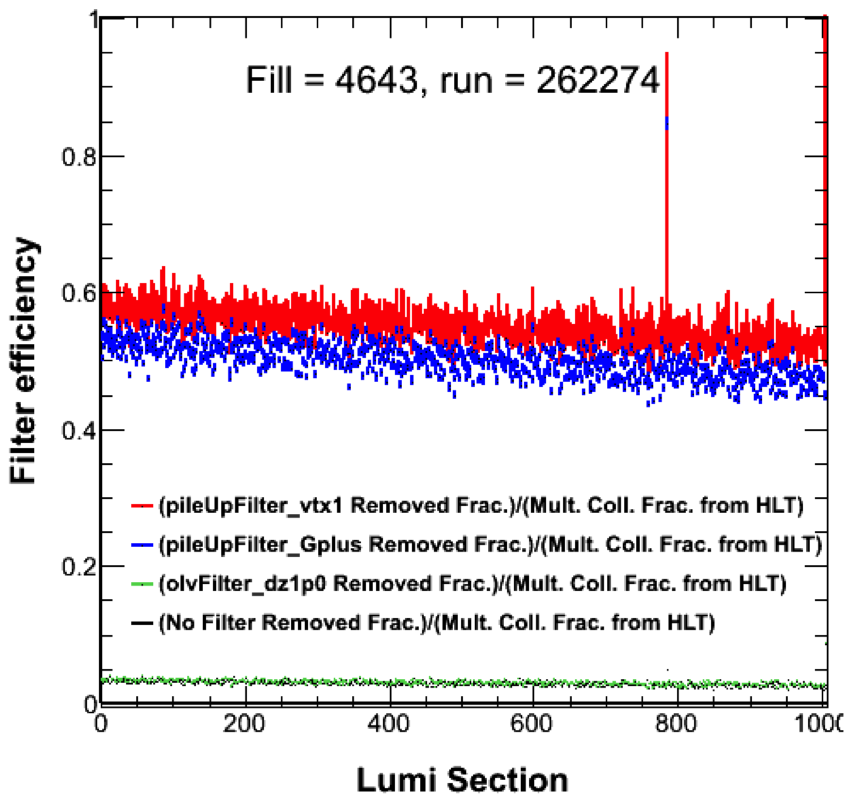 Fill = 4643, run = 262274
1
0.8
0.6
0.4
0.2
0
Filter efficiency
(pileUpFilter_vtx1 Removed Frac.)/(Mult. Coll. Frac. from HLT)
(pileUpFilter_Gplus Removed Frac.)/(Mult. Coll. Frac. from HLT)
(olvFilter_dz1p0 Removed Frac.)/(Mult. Coll. Frac. from HLT)
(No Filter Removed Frac.)/(Mult. Coll. Frac. from HLT)
0 200 400 600 800 1000
Lumi Section